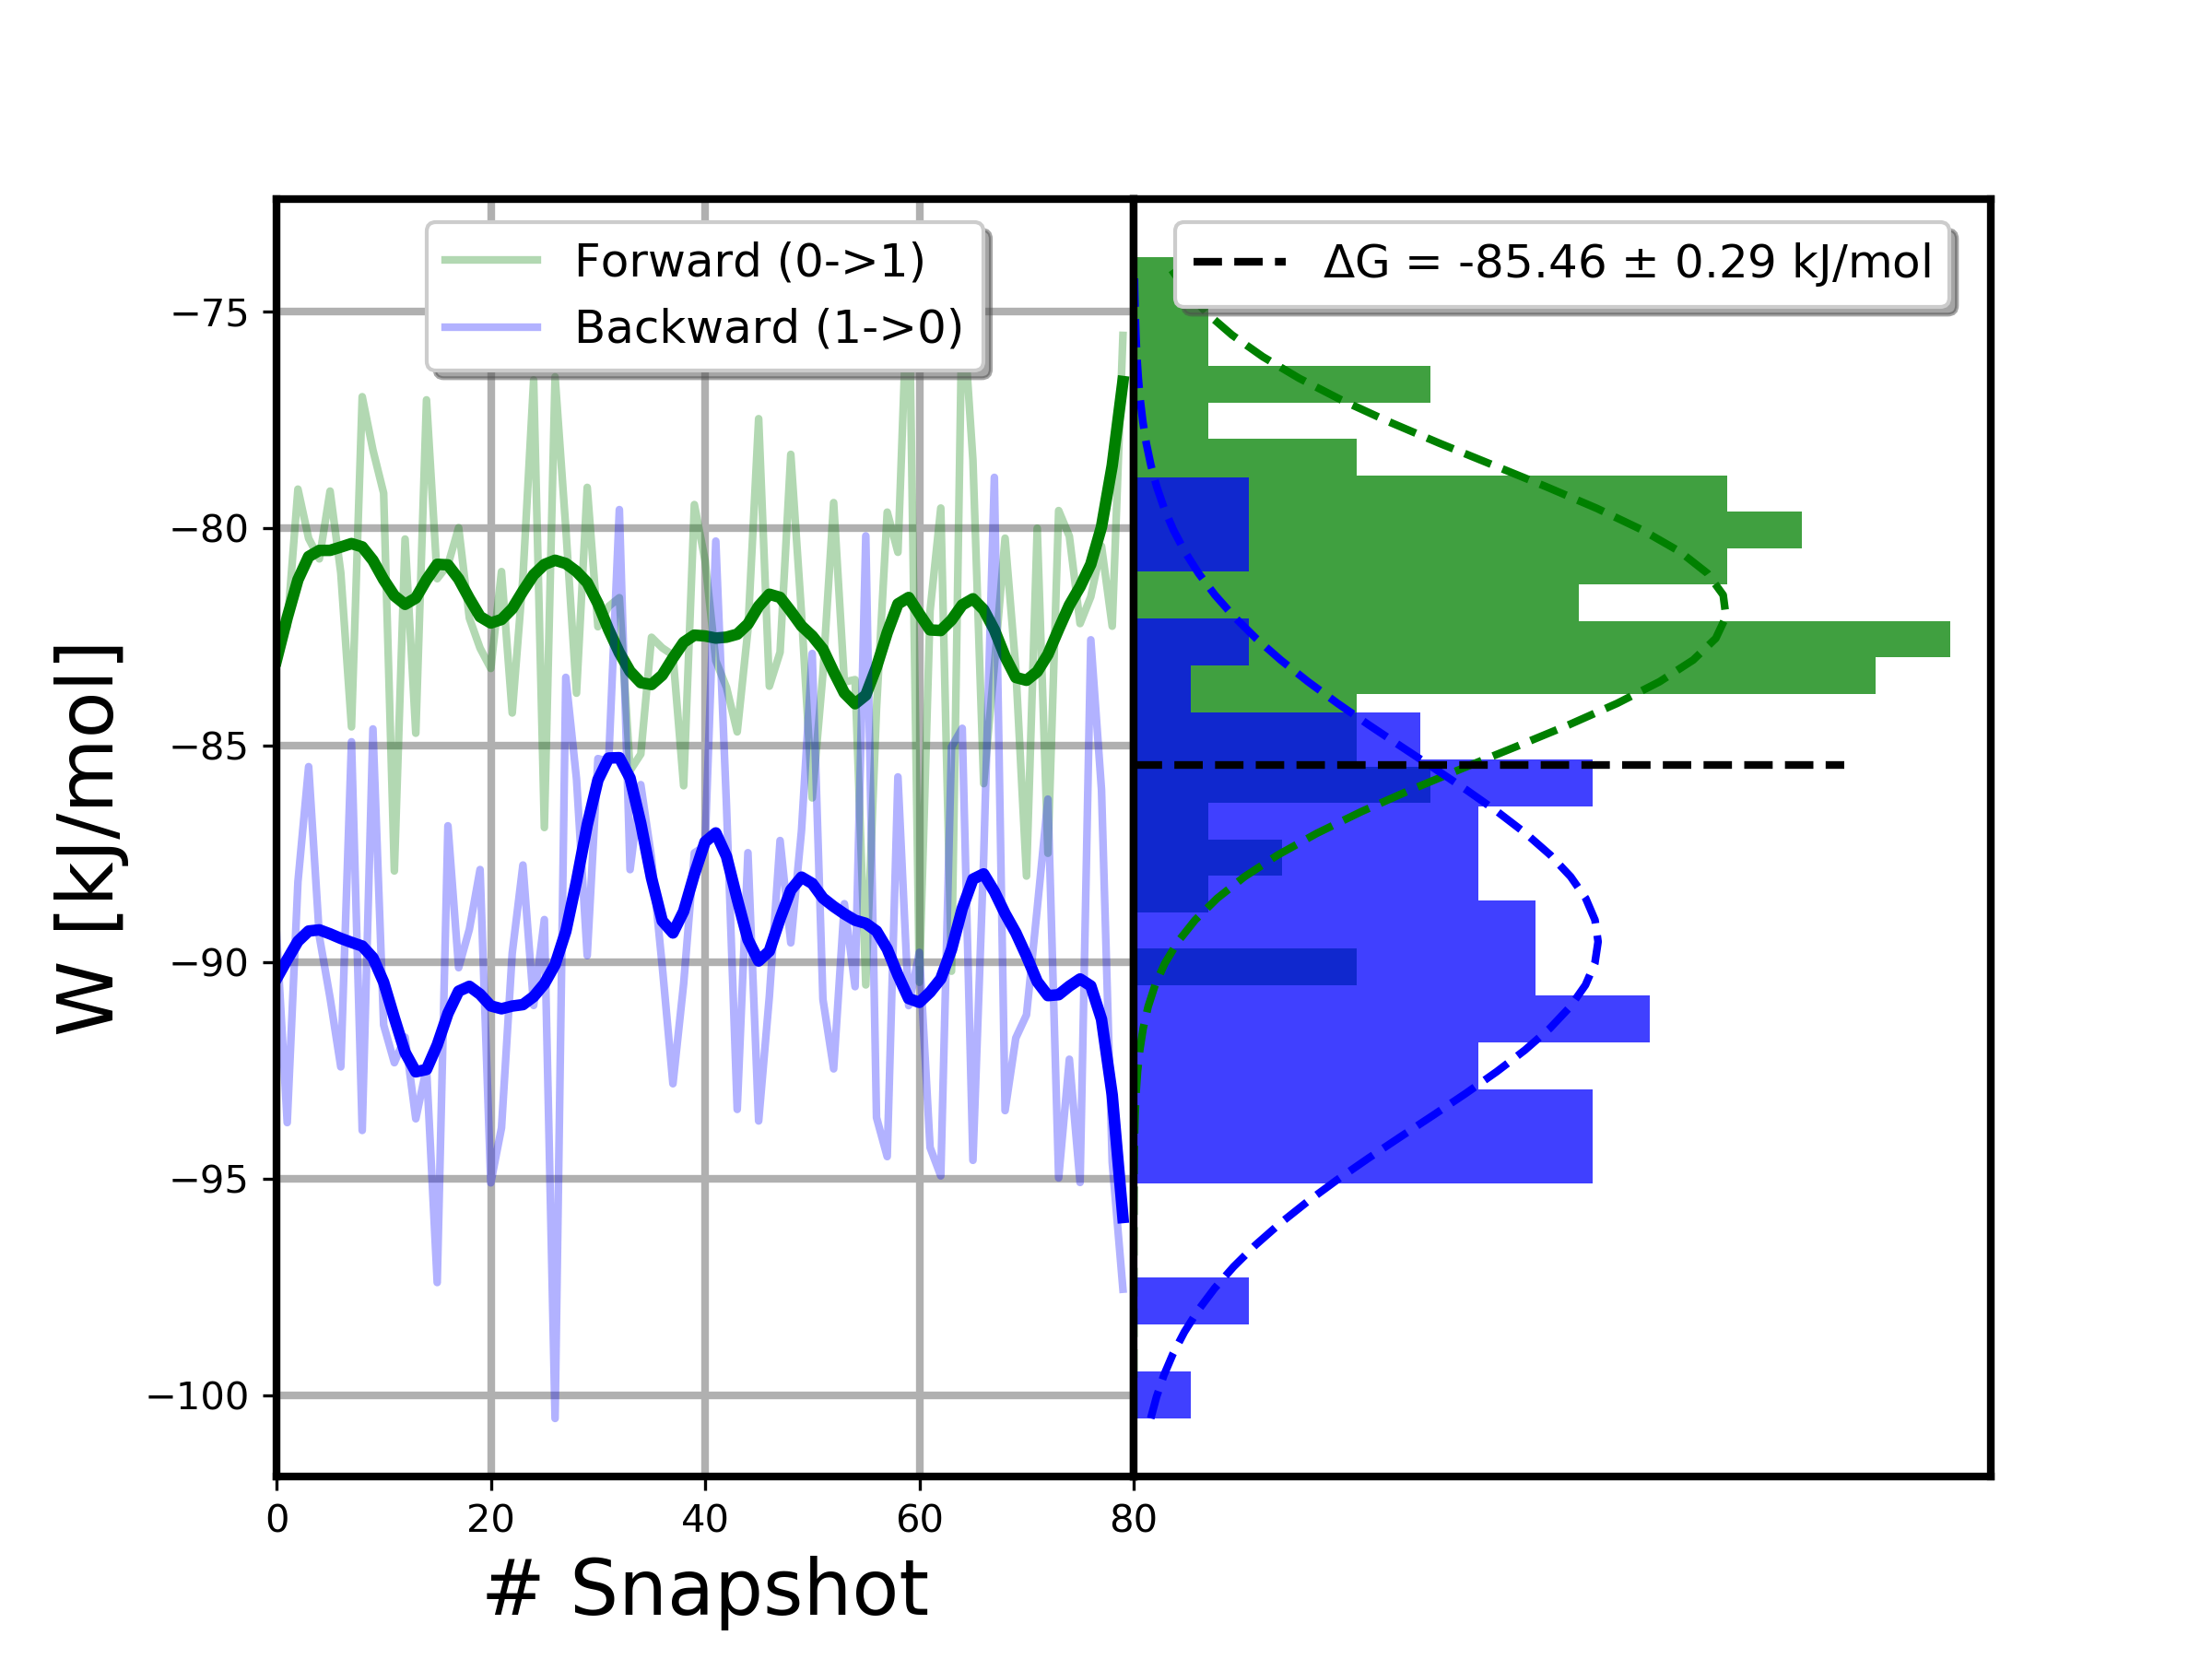 Forward (0->1)
Backward (1->0)
ΔG = -85.46 ± 0.29 kJ/mol
W [kJ/mol]
−75
−80
−85
−90
−95
−100
0 20 40 60 80
# Snapshot